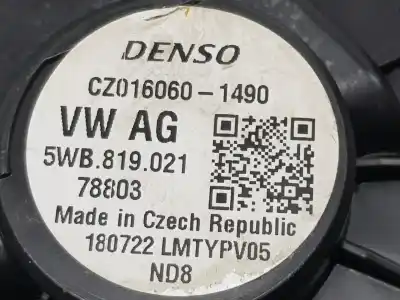 DENSO
CZ016060-1490
VW AG
5WB.819.021
78803
Made in Czech Republic
180722 LMTYPV05
ND8